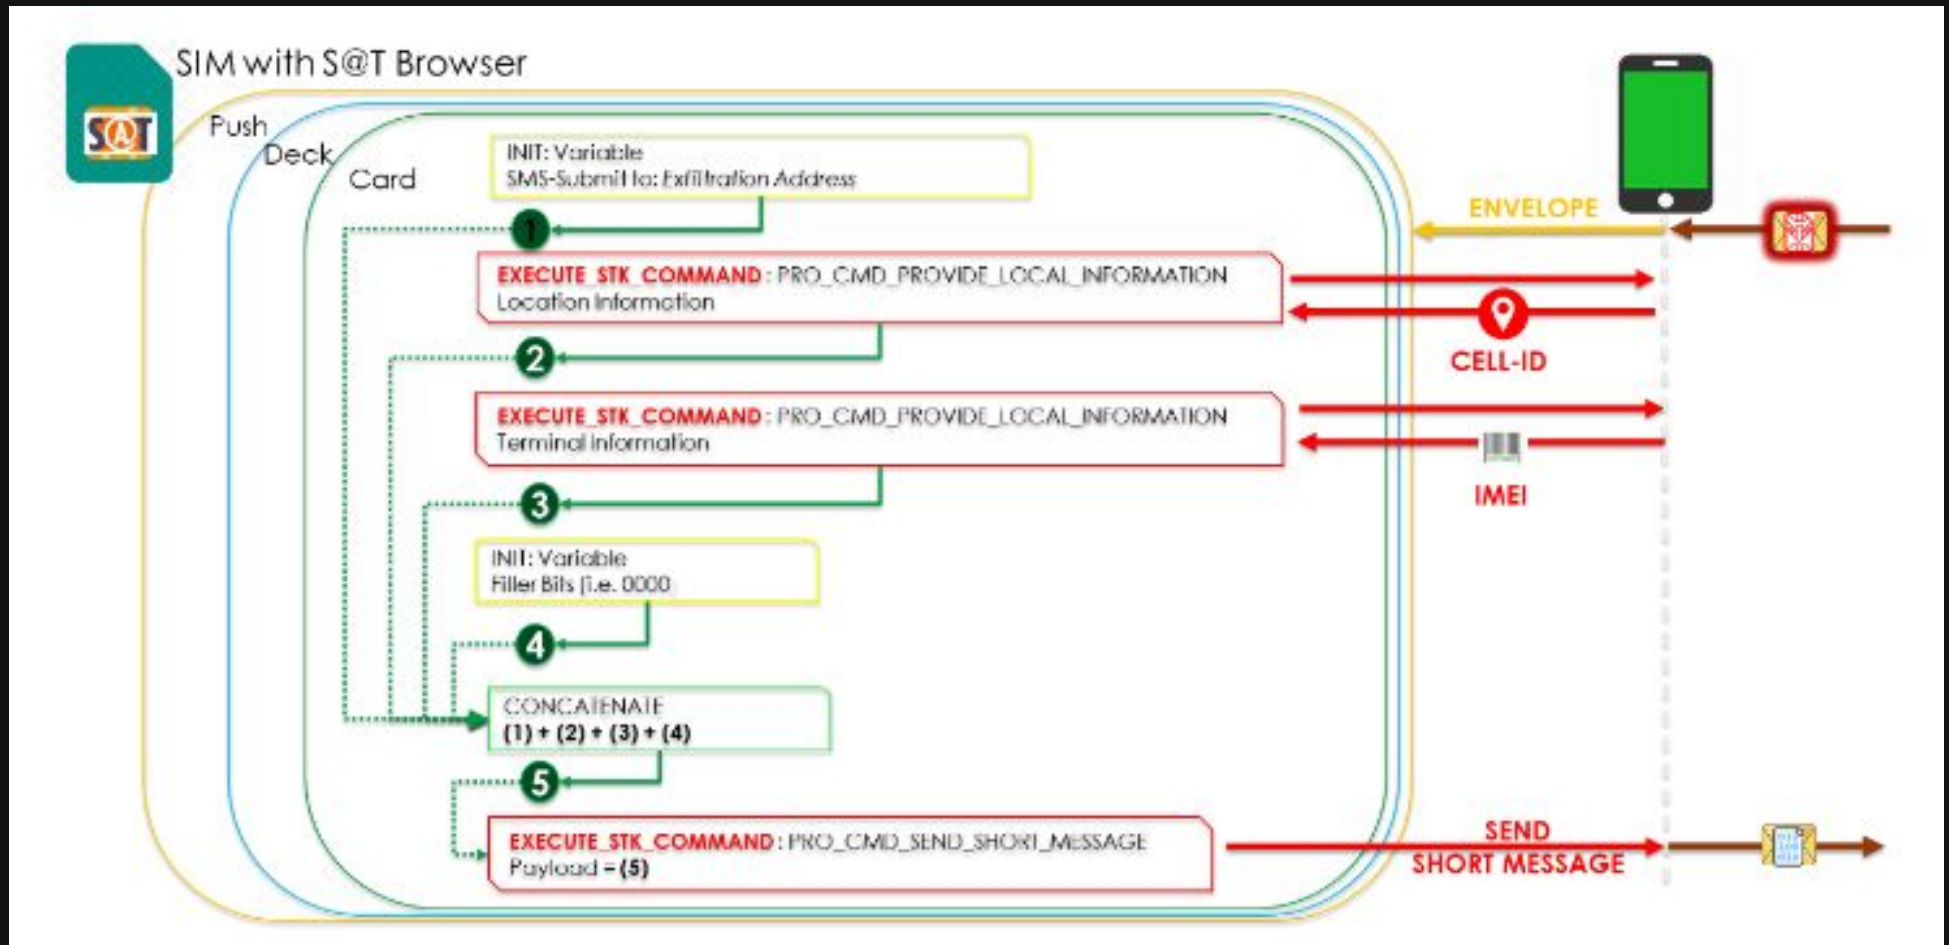 SIM with S@T Browser
S@T
Push
Deck
Card
INIT: Variable
SMS-Submit to: Exfiltration Address
1
ENVELOPE
EXECUTE_STK_COMMAND: PRO_CMD_PROVIDE_LOCAL_INFORMATION
Location Information
CELL-ID
2
EXECUTE_STK_COMMAND: PRO_CMD_PROVIDE_LOCAL_INFORMATION
Terminal Information
IMEI
3
INIT: Variable
Filler Bits (i.e. 0000
4
CONCATENATE
(1) + (2) + (3) + (4)
5
EXECUTE_STK_COMMAND: PRO_CMD_SEND_SHORT_MESSAGE
Payload = (5)
SEND
SHORT MESSAGE